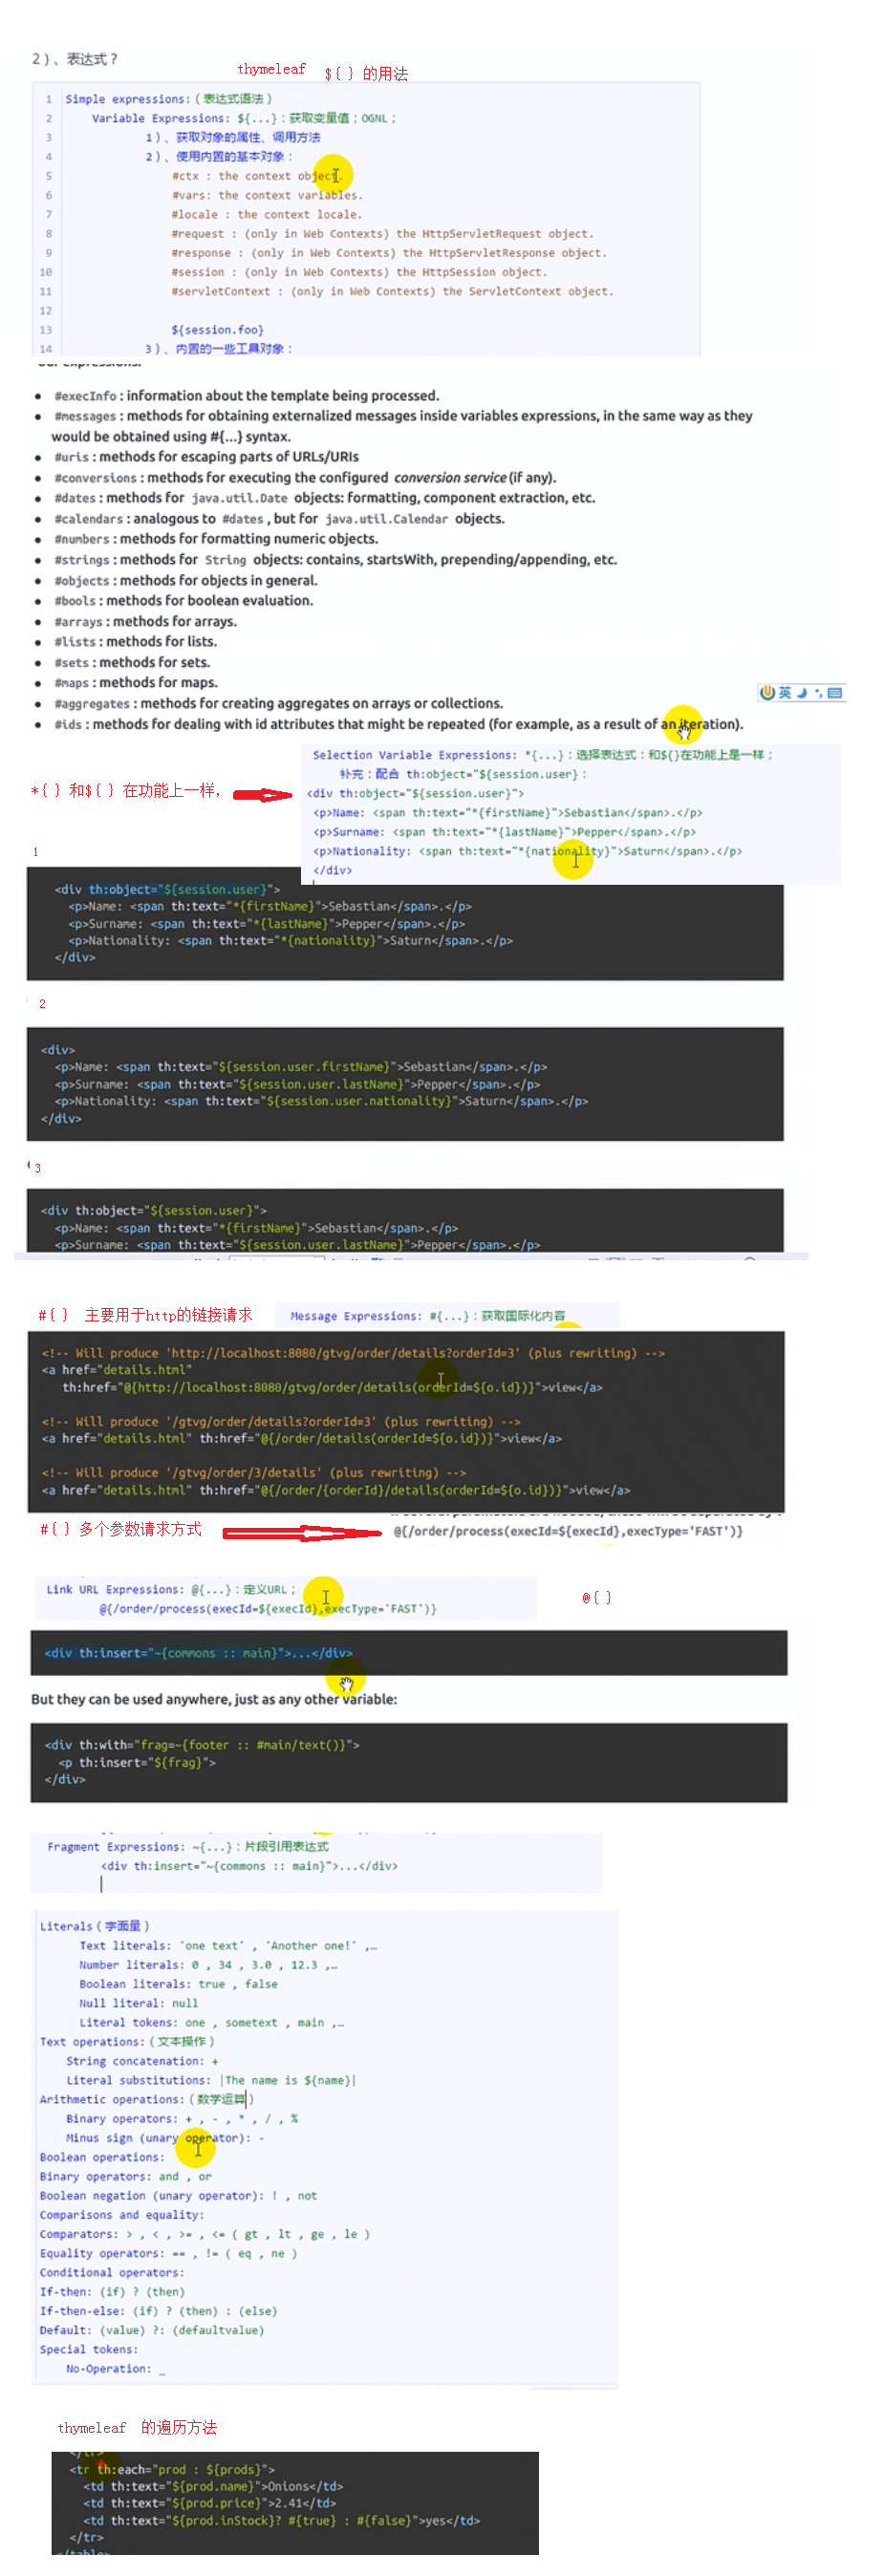 2）、表达式？
thymeleaf ${ } 的用法
1 Simple expressions:（表达式语法）
2 Variable Expressions: ${...}：获取变量值；OGNL；
3 1）、获取对象的属性、调用方法
4 2）、使用内置的基本对象：
5 #ctx : the context object.
6 #vars: the context variables.
7 #locale : the context locale.
8 #request : (only in Web Contexts) the HttpServletRequest object.
9 #response : (only in Web Contexts) the HttpServletResponse object.
10 #session : (only in Web Contexts) the HttpSession object.
11 #servletContext : (only in Web Contexts) the ServletContext object.
12
13 ${session.foo}
14 3）、内置的一些工具对象：
our expressions:
• #execInfo : information about the template being processed.
• #messages : methods for obtaining externalized messages inside variables expressions, in the same way as they
would be obtained using #{…} syntax.
• #uris : methods for escaping parts of URLs/URIs
• #conversions : methods for executing the configured conversion service (if any).
• #dates : methods for java.util.Date objects: formatting, component extraction, etc.
• #calendars : analogous to #dates , but for java.util.Calendar objects.
• #numbers : methods for formatting numeric objects.
• #strings : methods for String objects: contains, startsWith, prepending/appending, etc.
• #objects : methods for objects in general.
• #bools : methods for boolean evaluation.
• #arrays : methods for arrays.
• #lists : methods for lists.
• #sets : methods for sets.
• #maps : methods for maps.
• #aggregates : methods for creating aggregates on arrays or collections.
• #ids : methods for dealing with id attributes that might be repeated (for example, as a result of an iteration).
英
Selection Variable Expressions: *{...}：选择表达式：和${}在功能上是一样；
补充：配合 th:object="${session.user}：
<div th:object="${session.user}">
<p>Name: <span th:text="*{firstName}">Sebastian</span>.</p>
<p>Surname: <span th:text="*{lastName}">Pepper</span>.</p>
<p>Nationality: <span th:text="*{nationality}">Saturn</span>.</p>
</div>
*{ } 和${ } 在功能上一样，
1
<div th:object="${session.user}">
<p>Name: <span th:text="*{firstName}">Sebastian</span>.</p>
<p>Surname: <span th:text="*{lastName}">Pepper</span>.</p>
<p>Nationality: <span th:text="*{nationality}">Saturn</span>.</p>
</div>
2
<div>
<p>Name: <span th:text="${session.user.firstName}">Sebastian</span>.</p>
<p>Surname: <span th:text="${session.user.lastName}">Pepper</span>.</p>
<p>Nationality: <span th:text="${session.user.nationality}">Saturn</span>.</p>
</div>
3
<div th:object="${session.user}">
<p>Name: <span th:text="*{firstName}">Sebastian</span>.</p>
<p>Surname: <span th:text="${session.user.lastName}">Pepper</span>.</p>
#{ } 主要用于http的链接请求
Message Expressions: #{...}：获取国际化内容
<!-- Will produce 'http://localhost:8080/gtvg/order/details?orderId=3' (plus rewriting) -->
<a href="details.html"
th:href="@{http://localhost:8080/gtvg/order/details(orderId=${o.id})}">view</a>
<!-- Will produce '/gtvg/order/details?orderId=3' (plus rewriting) -->
<a href="details.html" th:href="@{/order/details(orderId=${o.id})}">view</a>
<!-- Will produce '/gtvg/order/3/details' (plus rewriting) -->
<a href="details.html" th:href="@{/order/{orderId}/details(orderId=${o.id})}">view</a>
#{ } 多个参数请求方式
@{/order/process(execId=${execId},execType='FAST')}
Link URL Expressions: @{...}：定义URL；
@{/order/process(execId=${execId},execType='FAST')}
@{ }
<div th:insert="~{commons :: main}">...</div>
But they can be used anywhere, just as any other variable:
<div th:with="frag=~{footer :: #main/text()}">
<p th:insert="${frag}">
</div>
Fragment Expressions: ~{...}：片段引用表达式
<div th:insert="~{commons :: main}">...</div>
Literals（字面量）
Text literals: 'one text' , 'Another one!' ,…
Number literals: 0 , 34 , 3.0 , 12.3 ,…
Boolean literals: true , false
Null literal: null
Literal tokens: one , sometext , main ,…
Text operations:（文本操作）
String concatenation: +
Literal substitutions: |The name is ${name}|
Arithmetic operations:（数学运算）
Binary operators: + , - , * , / , %
Minus sign (unary operator): -
Boolean operations:
Binary operators: and , or
Boolean negation (unary operator): ! , not
Comparisons and equality:
Comparators: > , < , >= , <= ( gt , lt , ge , le )
Equality operators: == , != ( eq , ne )
Conditional operators:
If-then: (if) ? (then)
If-then-else: (if) ? (then) : (else)
Default: (value) ?: (defaultvalue)
Special tokens:
No-Operation: _
thymeleaf 的遍历方法
</tr>
<tr th:each="prod : ${prods}">
<td th:text="${prod.name}">Onions</td>
<td th:text="${prod.price}">2.41</td>
<td th:text="${prod.inStock}? #{true} : #{false}">yes</td>
</tr>
</table>